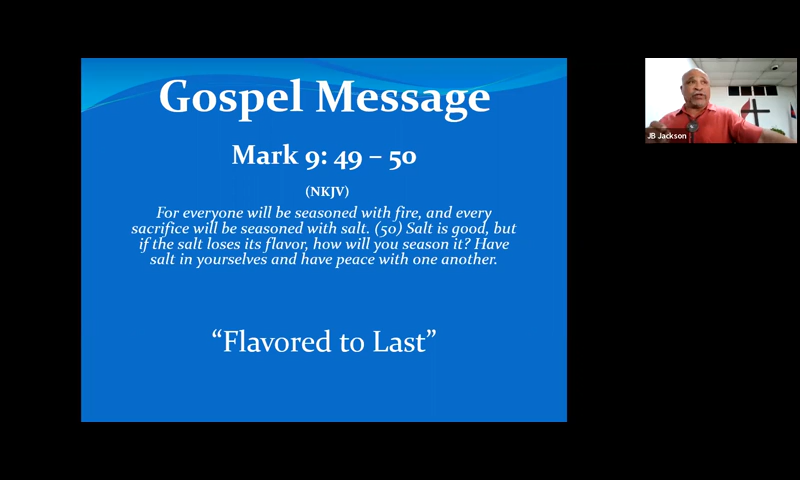 Gospel Message
Mark 9: 49 – 50
(NKJV)
For everyone will be seasoned with fire, and every
sacrifice will be seasoned with salt. (50) Salt is good, but
if the salt loses its flavor, how will you season it? Have
salt in yourselves and have peace with one another.
“Flavored to Last”
JB Jackson